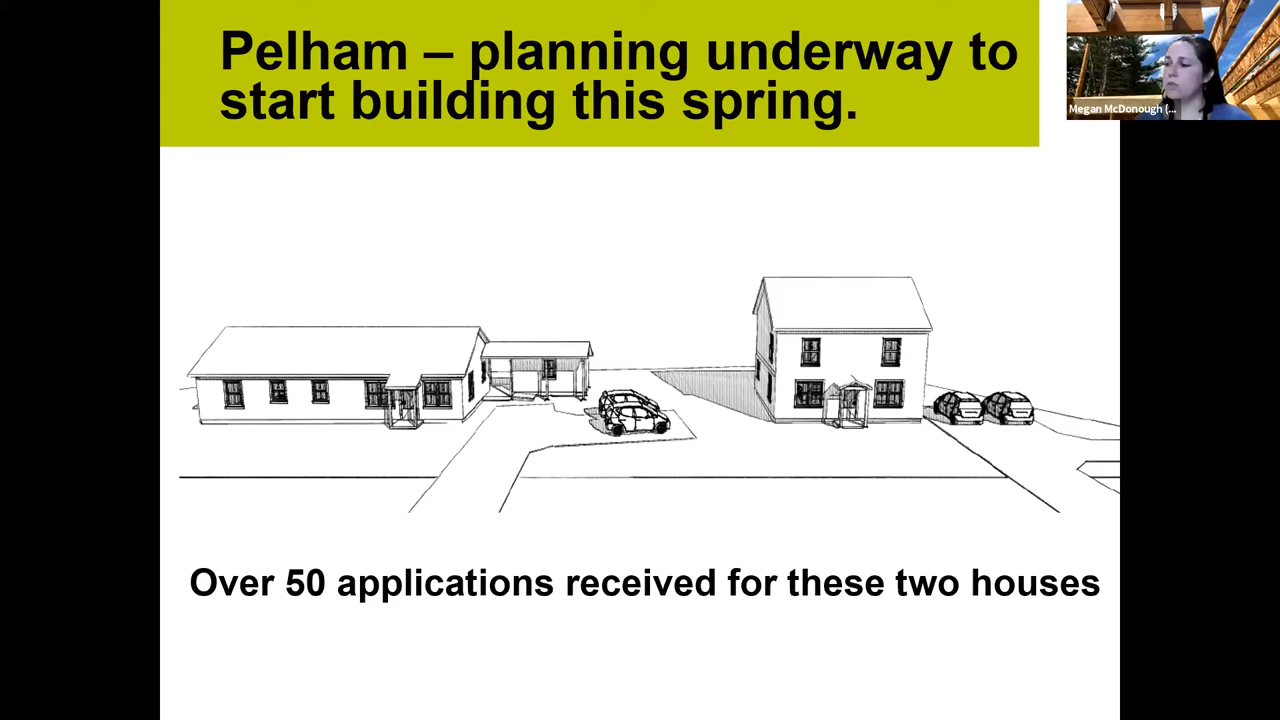 Pelham – planning underway to
start building this spring.
Megan McDonough (...
Over 50 applications received for these two houses